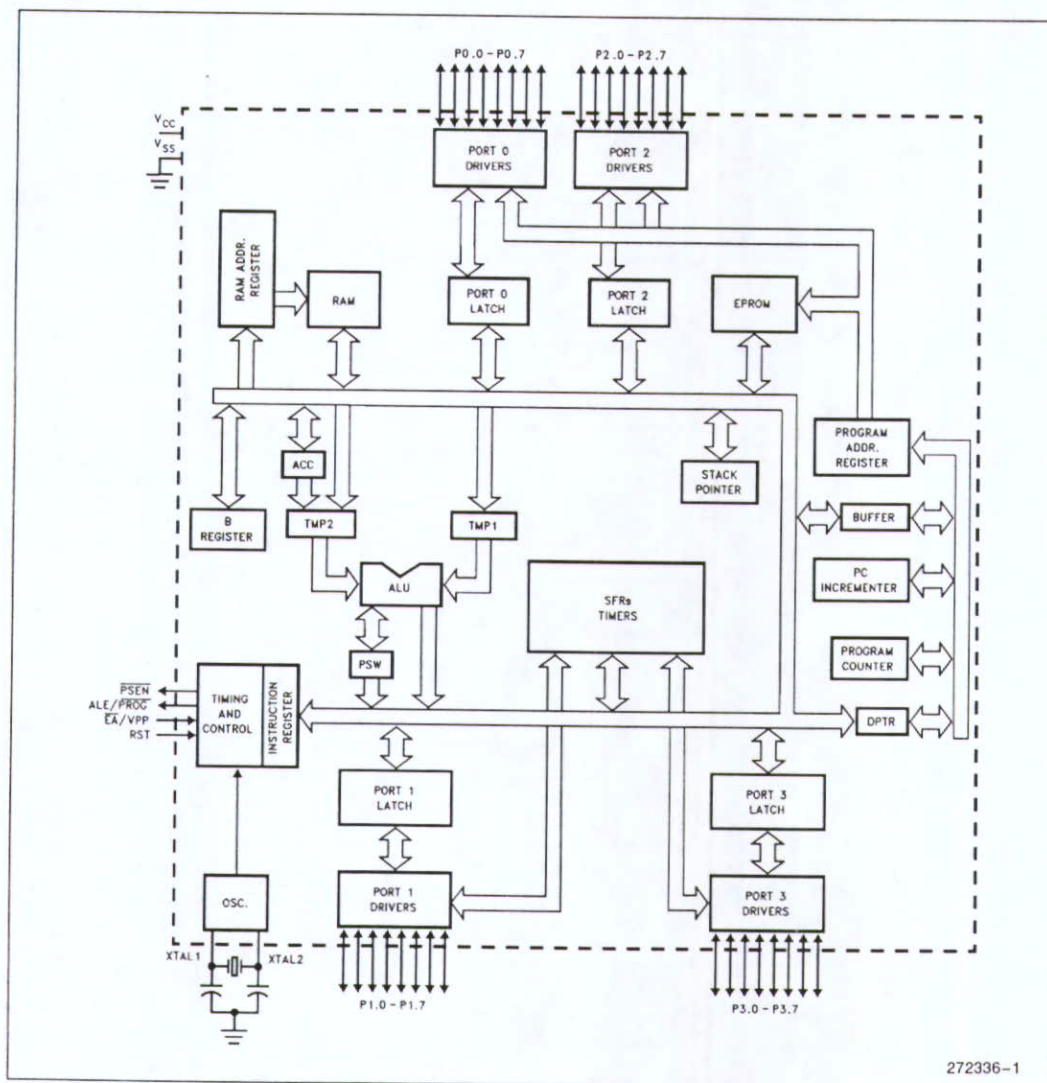 P0.0-P0.7
P2.0-P2.7
VCC
VSS
PORT 0
DRIVERS
PORT 2
DRIVERS
RAM ADDR.
REGISTER
RAM
PORT 0
LATCH
PORT 2
LATCH
EPROM
PROGRAM
ADDR.
REGISTER
ACC
STACK
POINTER
B
REGISTER
TMP2
TMP1
BUFFER
ALU
SFRs
TIMERS
PC
INCREMENTER
PSW
PROGRAM
COUNTER
PSEN
ALE/PROG
EA/VPP
RST
TIMING
AND
CONTROL
INSTRUCTION
REGISTER
DPTR
PORT 1
LATCH
PORT 3
LATCH
OSC.
PORT 1
DRIVERS
PORT 3
DRIVERS
XTAL1
XTAL2
P1.0-P1.7
P3.0-P3.7
272336-1